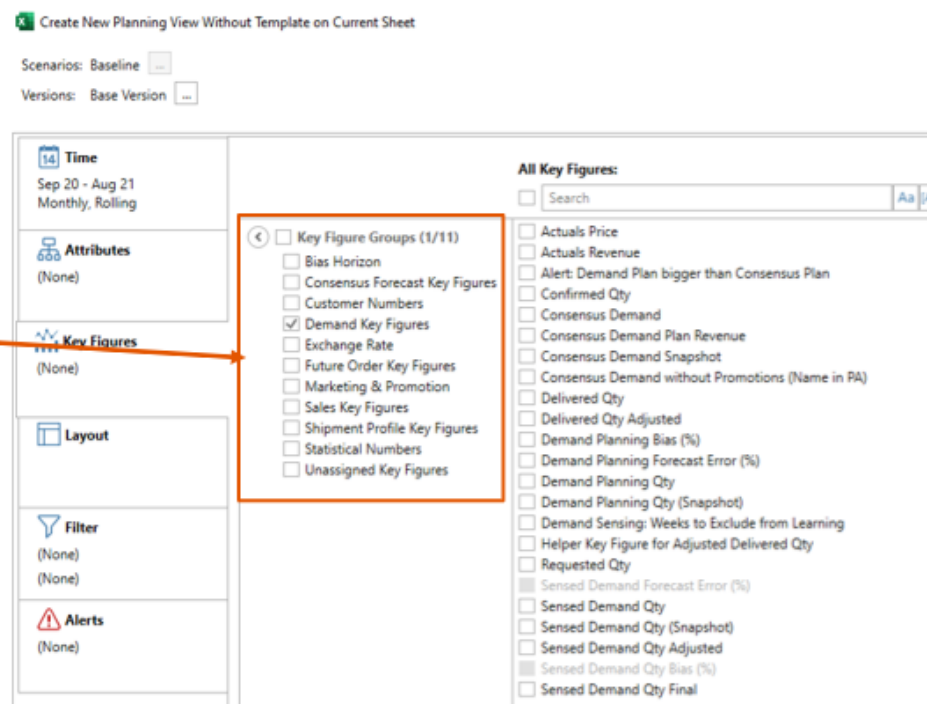 Create New Planning View Without Template on Current Sheet
Scenarios: Baseline ...
Versions: Base Version ...
14 Time
Sep 20 - Aug 21
Monthly, Rolling
Attributes
(None)
Key Figures
(None)
Layout
Filter
(None)
(None)
Alerts
(None)
Key Figure Groups (1/11)
Bias Horizon
Consensus Forecast Key Figures
Customer Numbers
Demand Key Figures
Exchange Rate
Future Order Key Figures
Marketing & Promotion
Sales Key Figures
Shipment Profile Key Figures
Statistical Numbers
Unassigned Key Figures
All Key Figures:
Search Aa
Actuals Price
Actuals Revenue
Alert: Demand Plan bigger than Consensus Plan
Confirmed Qty
Consensus Demand
Consensus Demand Plan Revenue
Consensus Demand Snapshot
Consensus Demand without Promotions (Name in PA)
Delivered Qty
Delivered Qty Adjusted
Demand Planning Bias (%)
Demand Planning Forecast Error (%)
Demand Planning Qty
Demand Planning Qty (Snapshot)
Demand Sensing: Weeks to Exclude from Learning
Helper Key Figure for Adjusted Delivered Qty
Requested Qty
Sensed Demand Forecast Error (%)
Sensed Demand Qty
Sensed Demand Qty (Snapshot)
Sensed Demand Qty Adjusted
Sensed Demand Qty Bias (%)
Sensed Demand Qty Final